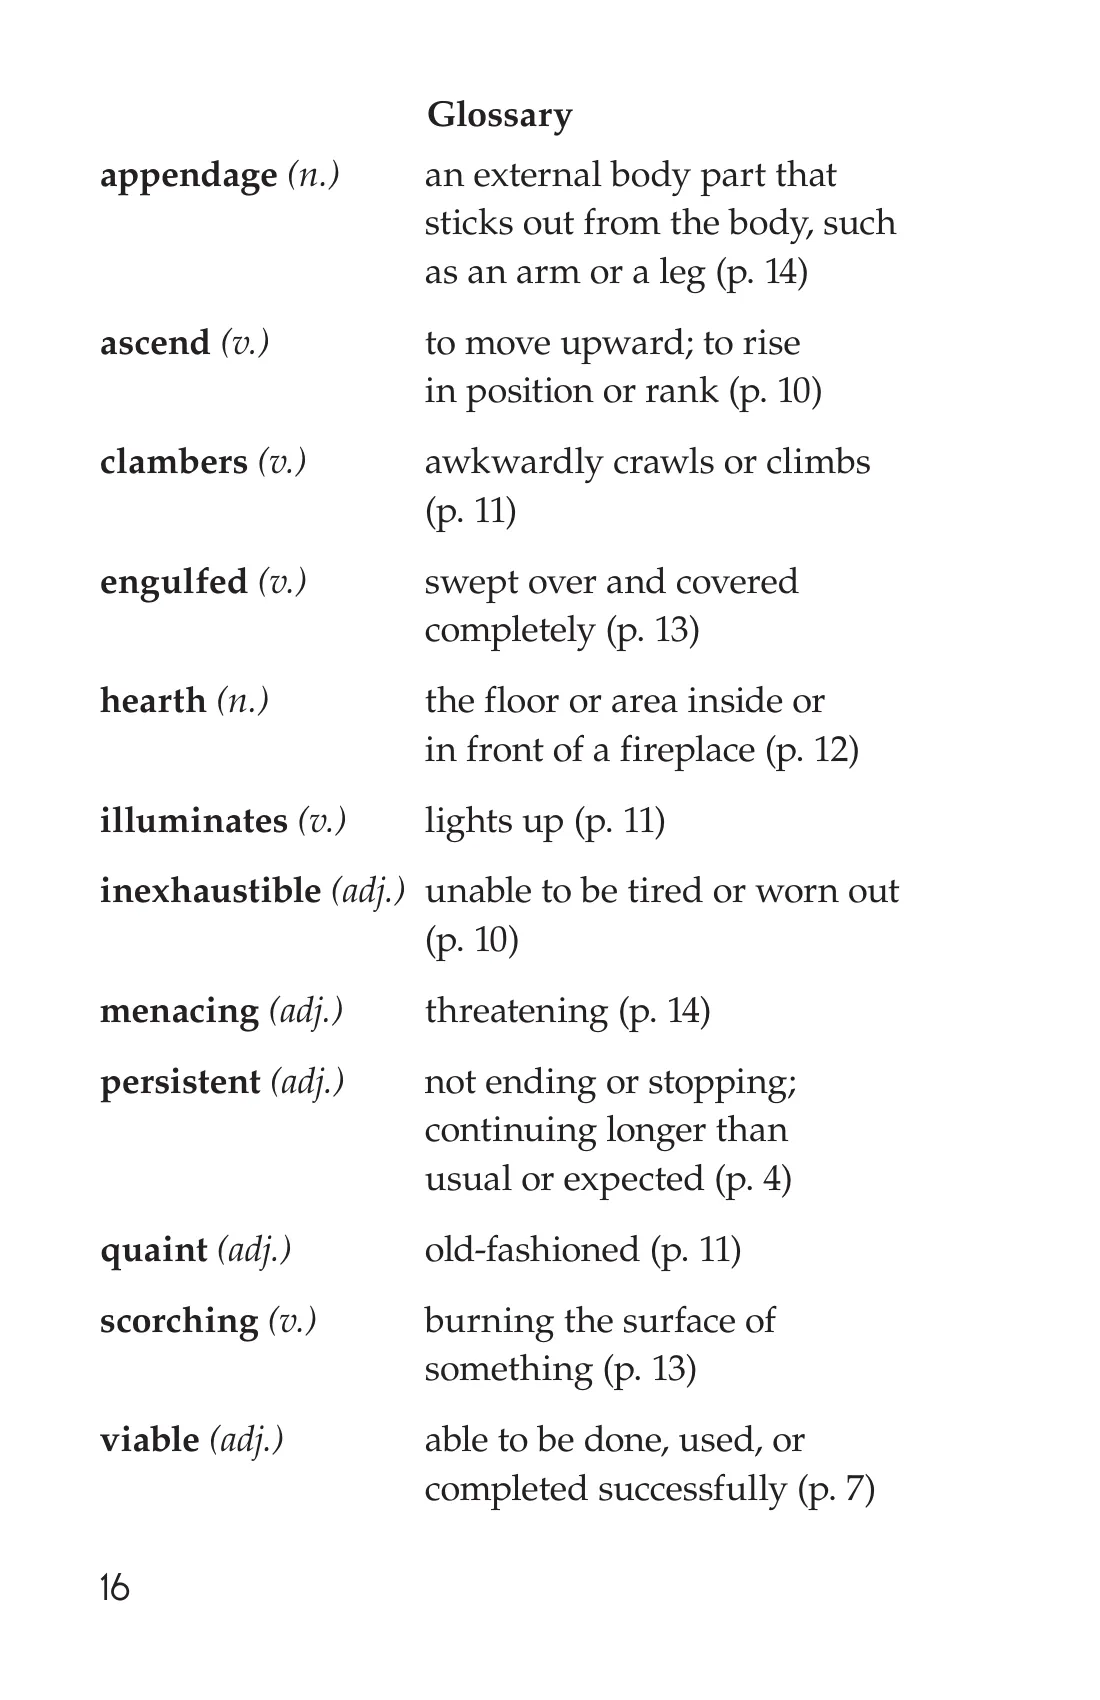 Glossary
appendage (n.) an external body part that
sticks out from the body, such
as an arm or a leg (p. 14)
ascend (v.) to move upward; to rise
in position or rank (p. 10)
clambers (v.) awkwardly crawls or climbs
(p. 11)
engulfed (v.) swept over and covered
completely (p. 13)
hearth (n.) the floor or area inside or
in front of a fireplace (p. 12)
illuminates (v.) lights up (p. 11)
inexhaustible (adj.) unable to be tired or worn out
(p. 10)
menacing (adj.) threatening (p. 14)
persistent (adj.) not ending or stopping;
continuing longer than
usual or expected (p. 4)
quaint (adj.) old-fashioned (p. 11)
scorching (v.) burning the surface of
something (p. 13)
viable (adj.) able to be done, used, or
completed successfully (p. 7)
16